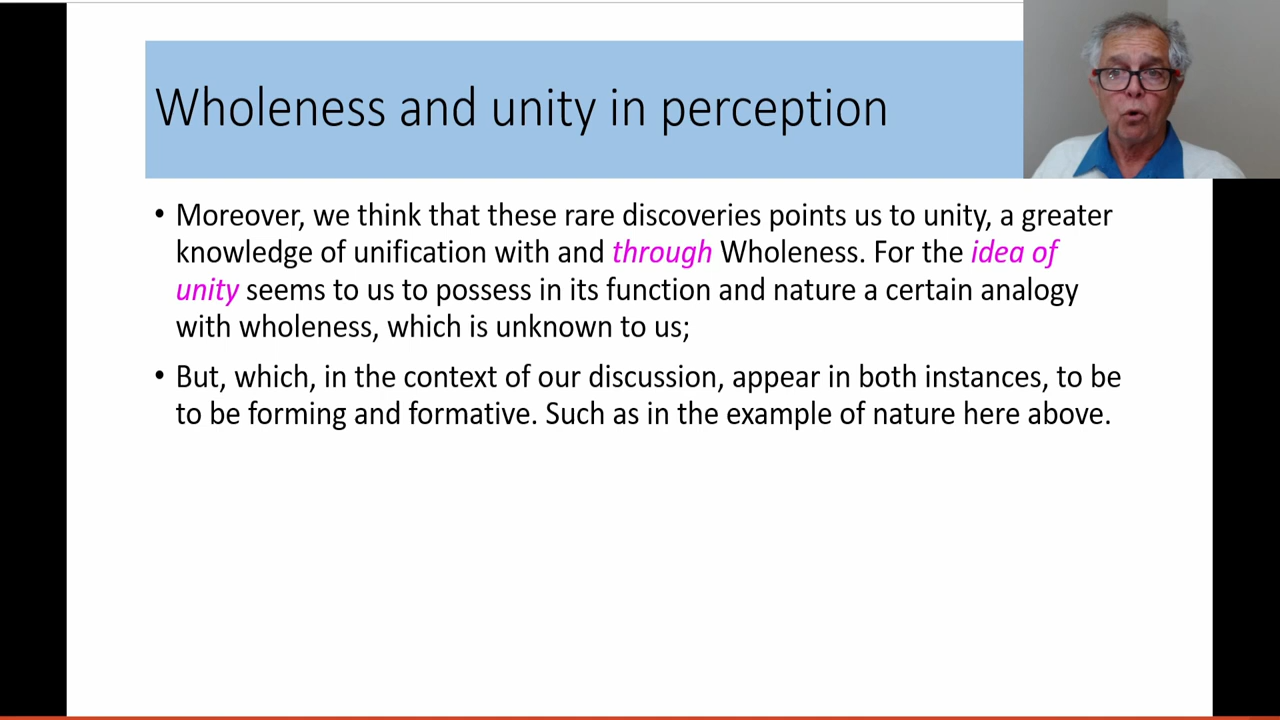 Wholeness and unity in perception
• Moreover, we think that these rare discoveries points us to unity, a greater
knowledge of unification with and through Wholeness. For the idea of
unity seems to us to possess in its function and nature a certain analogy
with wholeness, which is unknown to us;
• But, which, in the context of our discussion, appear in both instances, to be
to be forming and formative. Such as in the example of nature here above.